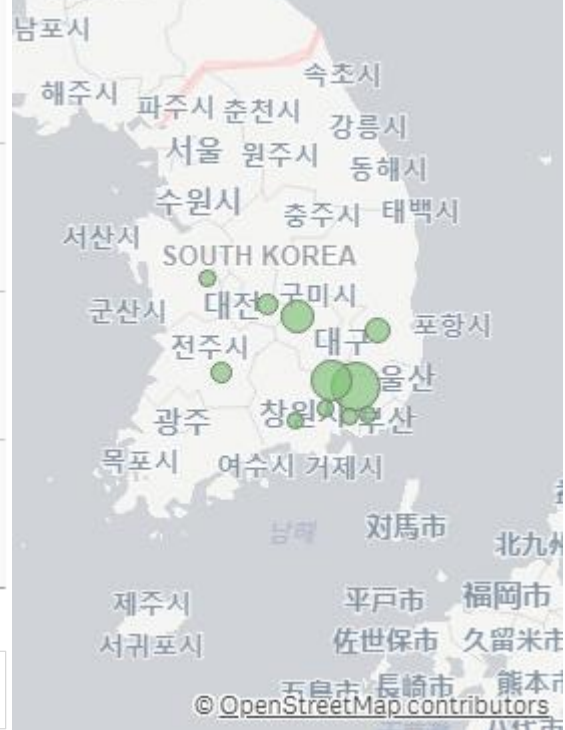 남포시
속초시
해주시
파주시 춘천시
강릉시
서울 원주시
동해시
수원시
충주시 태백시
서산시
SOUTH KOREA
구미시
군산시 대전
포항시
전주시 대구
울산
창원시 부산
광주
목포시 여수시 거제시
対馬市
남해
北九州
제주시 平戸市 福岡市
서귀포시 佐世保市 久留米市
五島市 長崎市 熊本市
© OpenStreetMap contributors
八代市